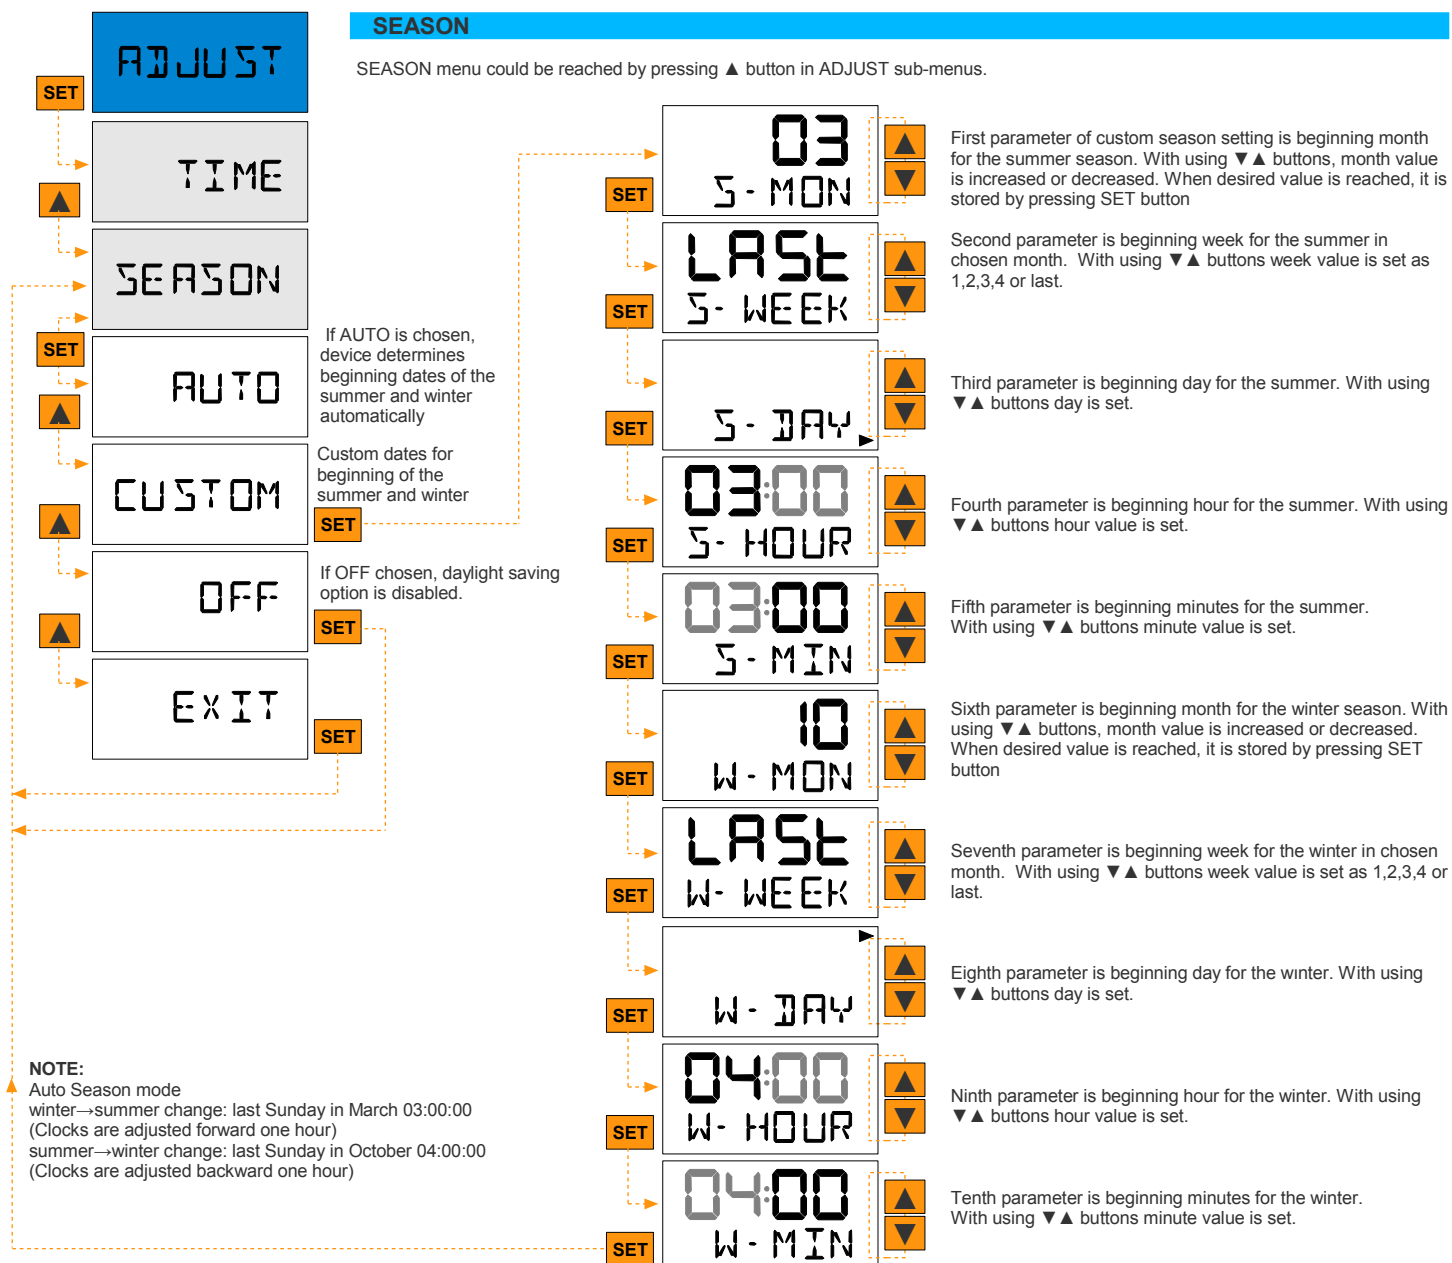 SEASON
SEASON menu could be reached by pressing ▲ button in ADJUST sub-menus.
ADJUST
SET
TIME
▲
SEASON
SET
AUTO
If AUTO is chosen,
device determines
beginning dates of the
summer and winter
automatically
▲
CUSTOM
Custom dates for
beginning of the
summer and winter
SET
▲
OFF
If OFF chosen, daylight saving
option is disabled.
SET
▲
EXIT
SET
03
S-MON
▲
▼
First parameter of custom season setting is beginning month
for the summer season. With using ▼▲ buttons, month value
is increased or decreased. When desired value is reached, it is
stored by pressing SET button
SET
LASt
S-WEEK
▲
▼
Second parameter is beginning week for the summer in
chosen month.  With using ▼▲ buttons week value is set as
1,2,3,4 or last.
SET
S-DAY
▲
▼
Third parameter is beginning day for the summer. With using
▼▲ buttons day is set.
SET
03:00
S-HOUR
▲
▼
Fourth parameter is beginning hour for the summer. With using
▼▲ buttons hour value is set.
SET
03:00
S-MIN
▲
▼
Fifth parameter is beginning minutes for the summer.
With using ▼▲ buttons minute value is set.
SET
10
W-MON
▲
▼
Sixth parameter is beginning month for the winter season. With
using ▼▲ buttons, month value is increased or decreased.
When desired value is reached, it is stored by pressing SET
button
SET
LASt
W-WEEK
▲
▼
Seventh parameter is beginning week for the winter in chosen
month.  With using ▼▲ buttons week value is set as 1,2,3,4 or
last.
SET
W-DAY
▲
▼
Eighth parameter is beginning day for the wınter. With using
▼▲ buttons day is set.
SET
04:00
W-HOUR
▲
▼
Ninth parameter is beginning hour for the winter. With using
▼▲ buttons hour value is set.
SET
04:00
W-MIN
▲
▼
Tenth parameter is beginning minutes for the winter.
With using ▼▲ buttons minute value is set.
SET
NOTE:
Auto Season mode
winter→summer change: last Sunday in March 03:00:00
(Clocks are adjusted forward one hour)
summer→winter change: last Sunday in October 04:00:00
(Clocks are adjusted backward one hour)